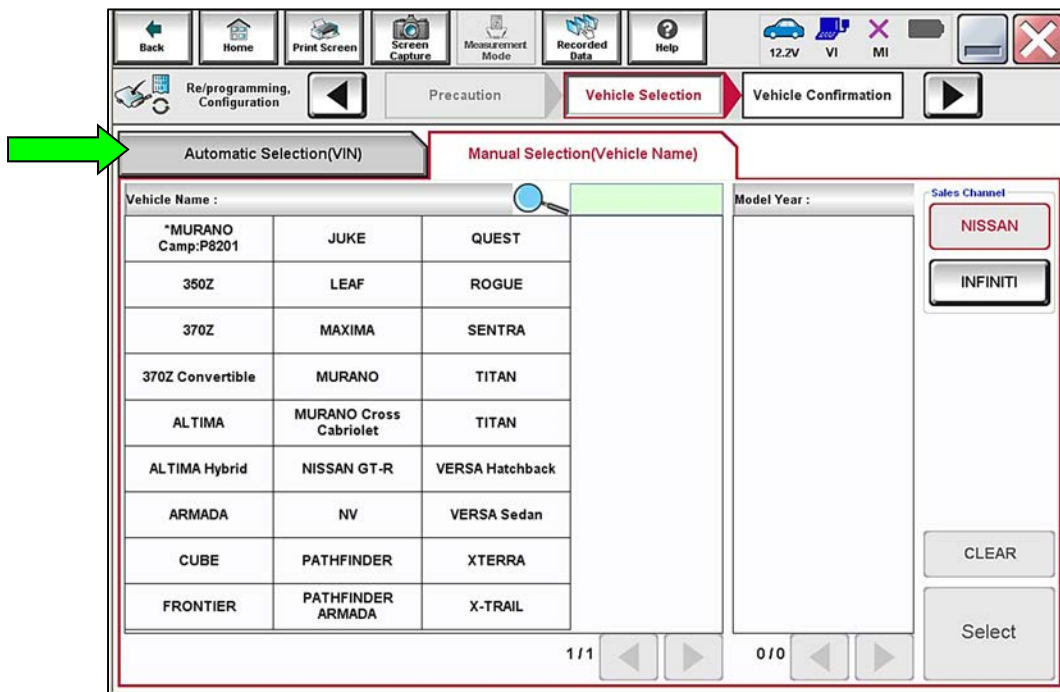 Back
Home
Print Screen
Screen
Capture
Measurement
Mode
Recorded
Data
Help
12.2V
VI
MI
Re/programming,
Configuration
Precaution
Vehicle Selection
Vehicle Confirmation
Automatic Selection(VIN)
Manual Selection(Vehicle Name)
Vehicle Name :
Model Year :
Sales Channel
*MURANO
Camp:P8201
JUKE
QUEST
NISSAN
350Z
LEAF
ROGUE
INFINITI
370Z
MAXIMA
SENTRA
370Z Convertible
MURANO
TITAN
ALTIMA
MURANO Cross
Cabriolet
TITAN
ALTIMA Hybrid
NISSAN GT-R
VERSA Hatchback
ARMADA
NV
VERSA Sedan
CUBE
PATHFINDER
XTERRA
CLEAR
FRONTIER
PATHFINDER
ARMADA
X-TRAIL
Select
1/1
0/0